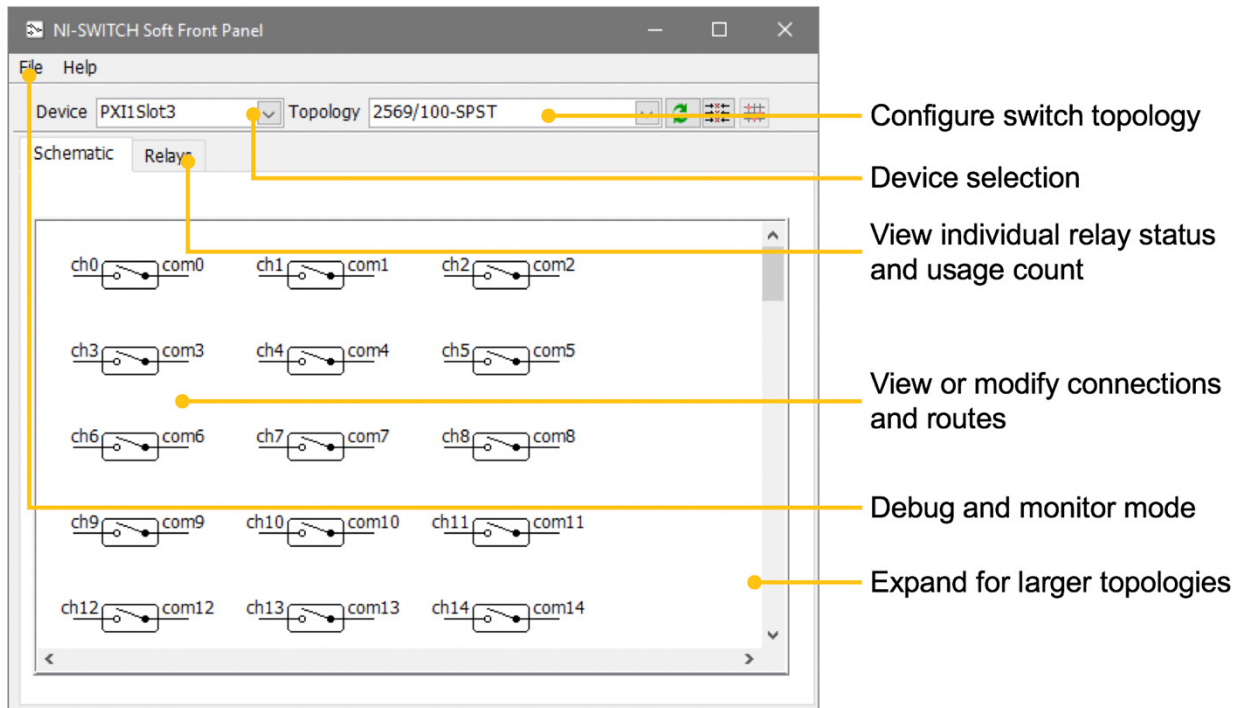 NI-SWITCH Soft Front Panel
File Help
Device PXI1Slot3 Topology 2569/100-SPST
Schematic Relays
ch0 com0 ch1 com1 ch2 com2
ch3 com3 ch4 com4 ch5 com5
ch6 com6 ch7 com7 ch8 com8
ch9 com9 ch10 com10 ch11 com11
ch12 com12 ch13 com13 ch14 com14
Configure switch topology
Device selection
View individual relay status
and usage count
View or modify connections
and routes
Debug and monitor mode
Expand for larger topologies